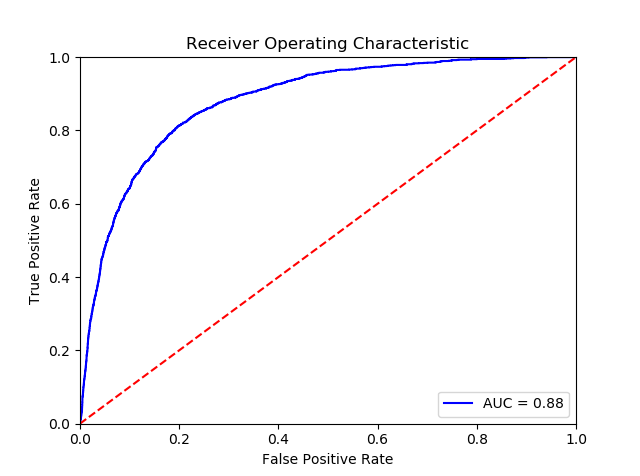 Receiver Operating Characteristic
True Positive Rate
1.0
0.8
0.6
0.4
0.2
0.0
AUC = 0.88
0.0 0.2 0.4 0.6 0.8 1.0
False Positive Rate